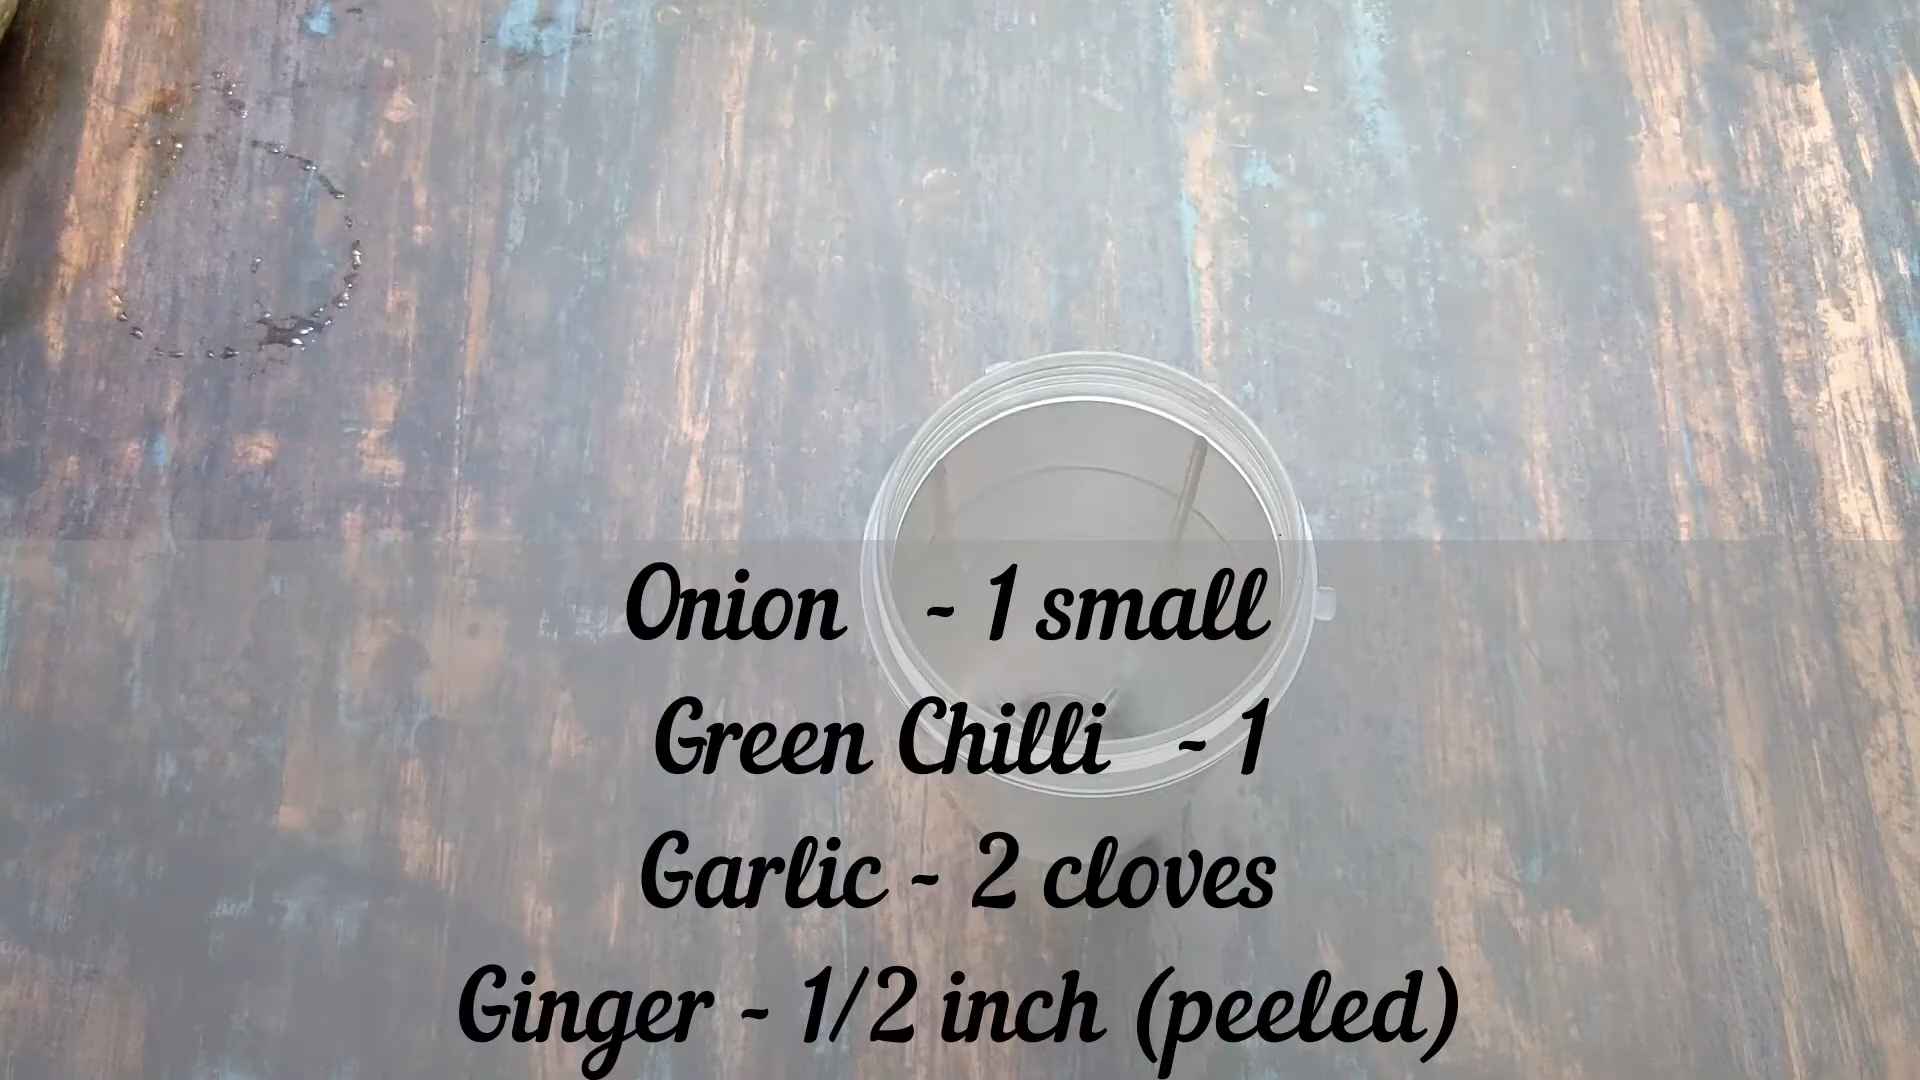 Onion - 1 small
Green Chilli - 1
Garlic - 2 cloves
Ginger - 1/2 inch (peeled)